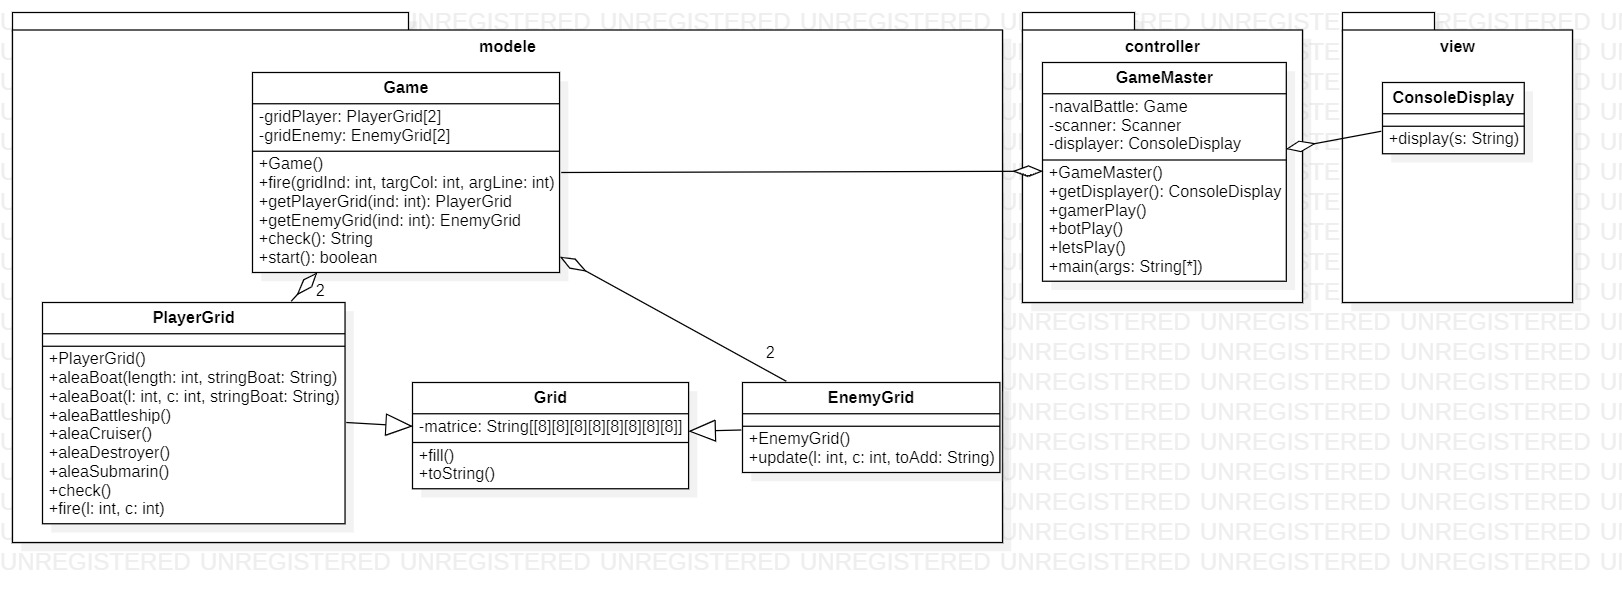 modele
Game
-gridPlayer: PlayerGrid[2]
-gridEnemy: EnemyGrid[2]
+Game()
+fire(gridInd: int, targCol: int, argLine: int)
+getPlayerGrid(ind: int): PlayerGrid
+getEnemyGrid(ind: int): EnemyGrid
+check(): String
+start(): boolean
2
2
PlayerGrid
+PlayerGrid()
+aleaBoat(length: int, stringBoat: String)
+aleaBoat(l: int, c: int, stringBoat: String)
+aleaBattleship()
+aleaCruiser()
+aleaDestroyer()
+aleaSubmarin()
+check()
+fire(l: int, c: int)
Grid
-matrice: String[[8][8][8][8][8][8][8][8]]
+fill()
+toString()
EnemyGrid
+EnemyGrid()
+update(l: int, c: int, toAdd: String)
controller
GameMaster
-navalBattle: Game
-scanner: Scanner
-displayer: ConsoleDisplay
+GameMaster()
+getDisplayer(): ConsoleDisplay
+gamerPlay()
+botPlay()
+letsPlay()
+main(args: String[*])
view
ConsoleDisplay
+display(s: String)
UNREGISTERED UNREGISTERED UNREGISTERED UNREGISTERED UNREGISTERED UNREGISTERED UNREGISTERED UNREGISTERED